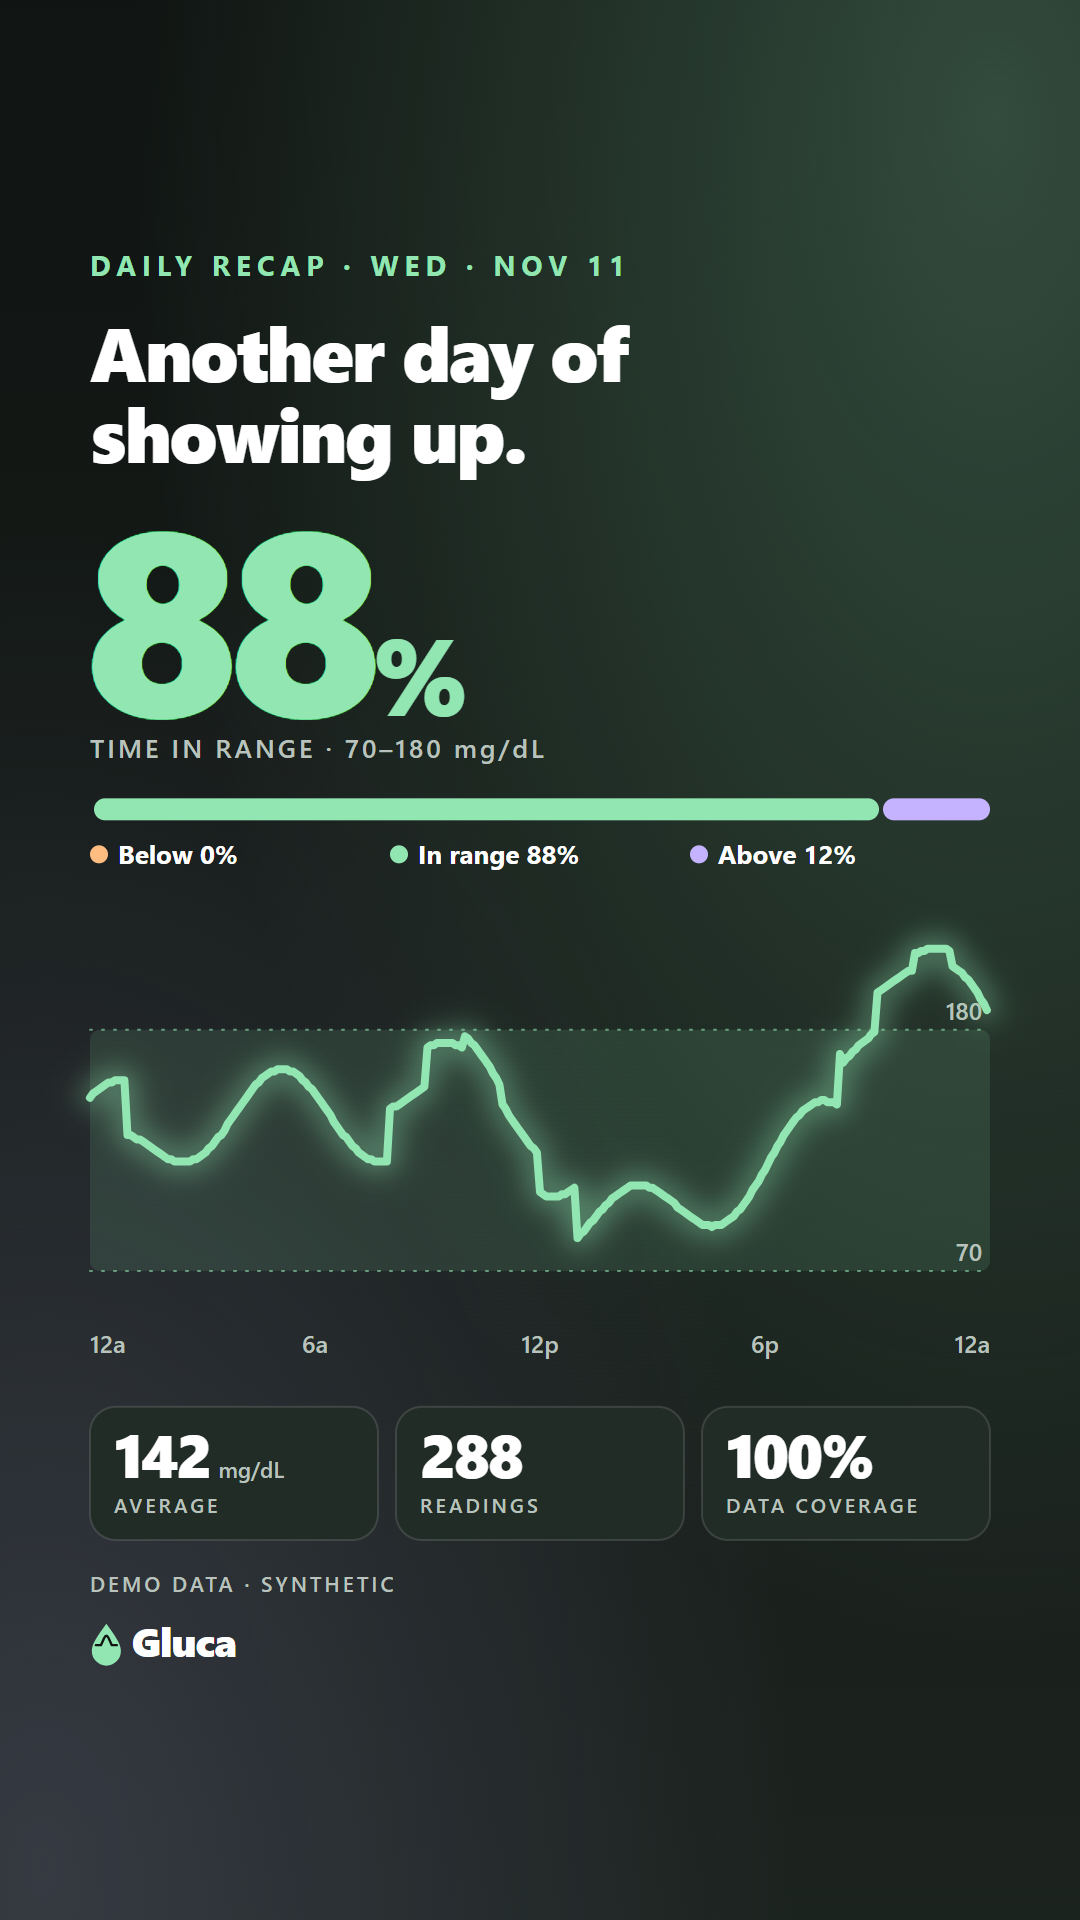 DAILY RECAP · WED · NOV 11
Another day of
showing up.
88%
TIME IN RANGE · 70–180 mg/dL
Below 0%
In range 88%
Above 12%
180
70
12a 6a 12p 6p 12a
142 mg/dL
AVERAGE
288
READINGS
100%
DATA COVERAGE
DEMO DATA · SYNTHETIC
Gluca